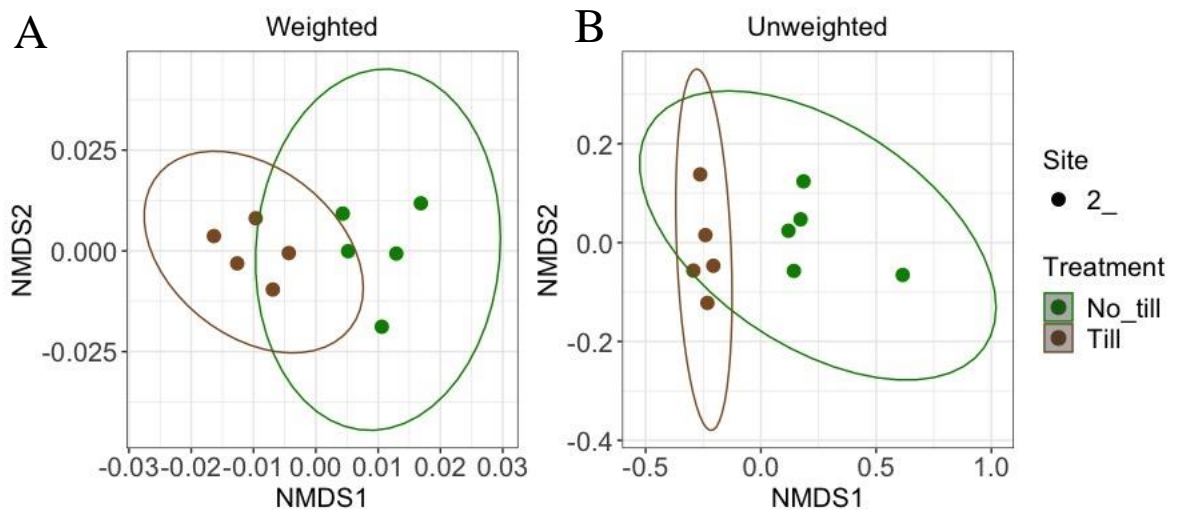 A
Weighted
0.025
0.000
-0.025
NMDS2
-0.03 -0.02 -0.01 0.00 0.01 0.02 0.03
NMDS1
B
Unweighted
0.2
0.0
-0.2
-0.4
NMDS2
-0.5 0.0 0.5 1.0
NMDS1
Site
2_
Treatment
No_till
Till